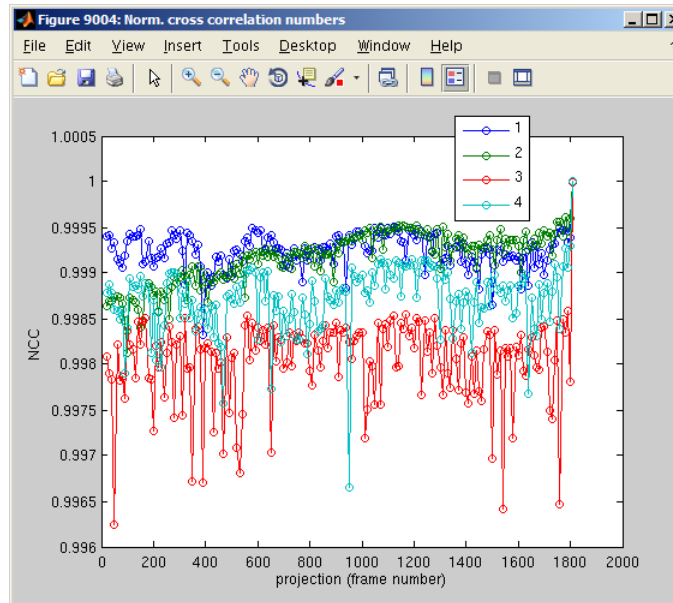 Figure 9004: Norm. cross correlation numbers
File Edit View Insert Tools Desktop Window Help
1.0005
1
0.9995
0.999
0.9985
0.998
0.9975
0.997
0.9965
0.996
NCC
1
2
3
4
0 200 400 600 800 1000 1200 1400 1600 1800 2000
projection (frame number)